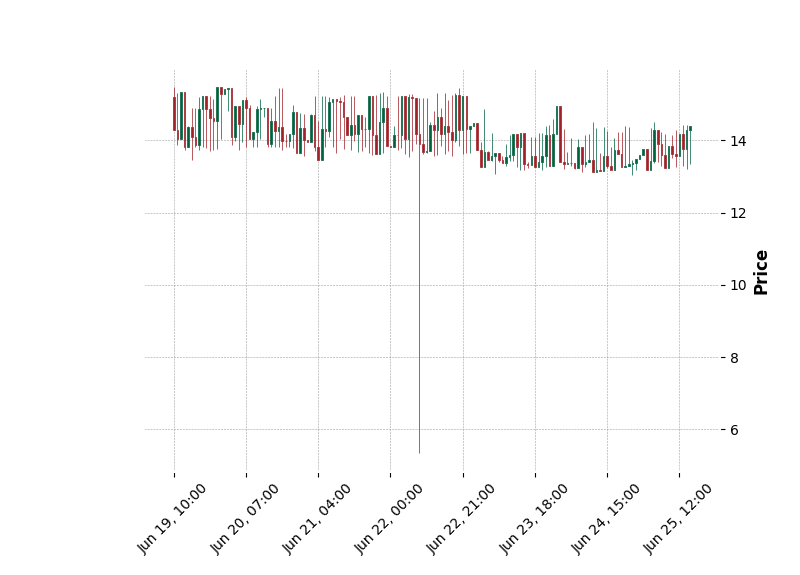 14
12
10
8
6
Price
Jun 19, 10:00
Jun 20, 07:00
Jun 21, 04:00
Jun 22, 00:00
Jun 22, 21:00
Jun 23, 18:00
Jun 24, 15:00
Jun 25, 12:00